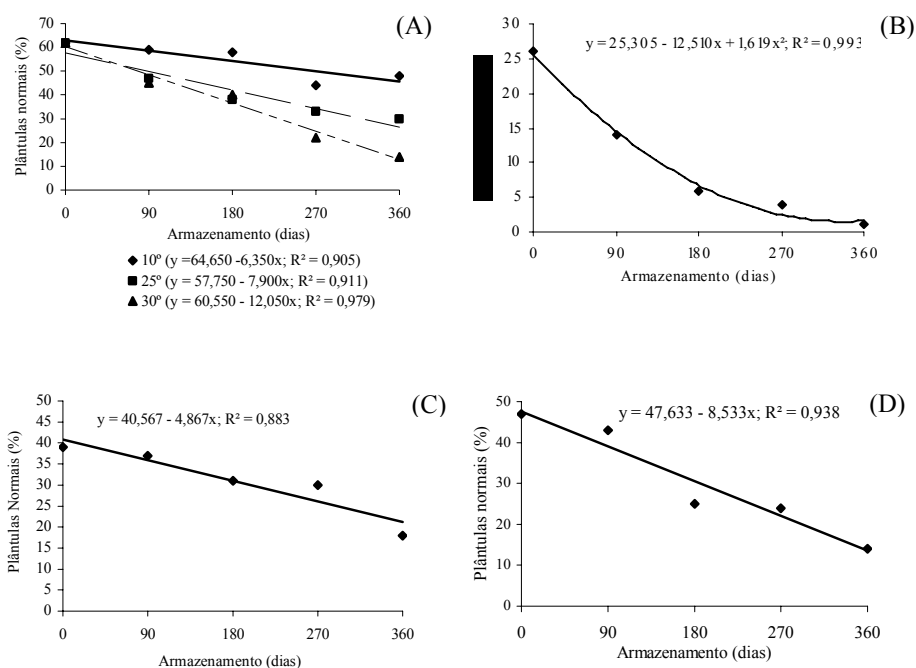 (A)
Plântulas normais (%)
70
60
50
40
30
20
10
0
0 90 180 270 360
Armazenamento (dias)
10º (y =64,650 -6,350x; R² = 0,905)
25º (y = 57,750 - 7,900x; R² = 0,911)
30º (y = 60,550 - 12,050x; R² = 0,979)
(B)
y = 25,305 - 12,510x + 1,619x²; R² = 0,993
30
25
20
15
10
5
0
0 90 180 270 360
Armazenamento (dias)
(C)
y = 40,567 - 4,867x; R² = 0,883
Plântulas Normais (%)
50
45
40
35
30
25
20
15
10
5
0
0 90 180 270 360
Armazenamento (dias)
(D)
y = 47,633 - 8,533x; R² = 0,938
Plântulas normais (%)
50
40
30
20
10
0
0 90 180 270 360
Armazenamento (dias)